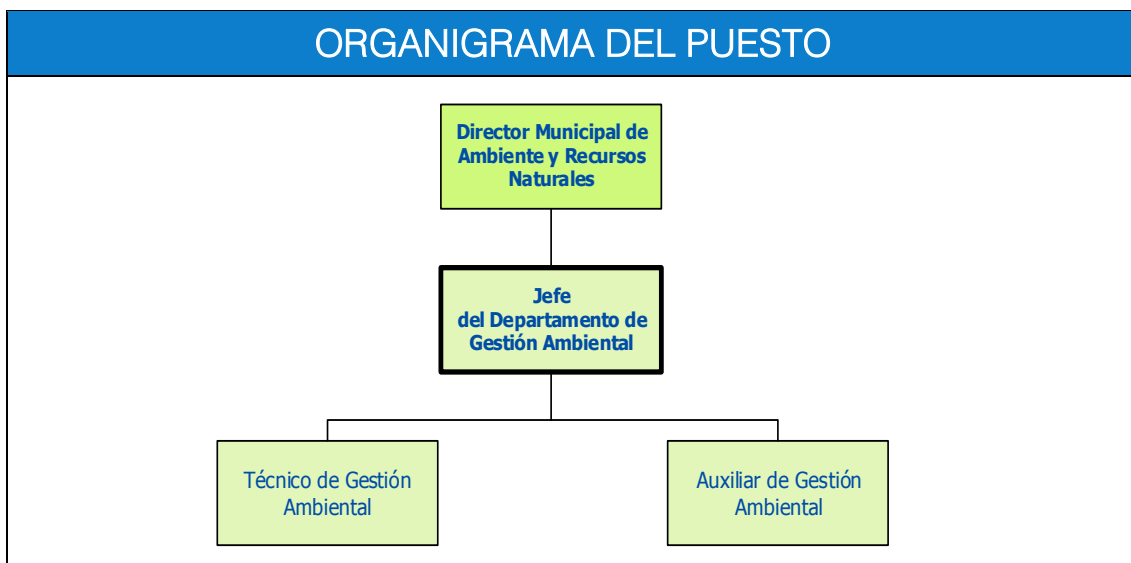 ORGANIGRAMA DEL PUESTO
Director Municipal de
Ambiente y Recursos
Naturales
Jefe
del Departamento de
Gestión Ambiental
Técnico de Gestión
Ambiental
Auxiliar de Gestión
Ambiental